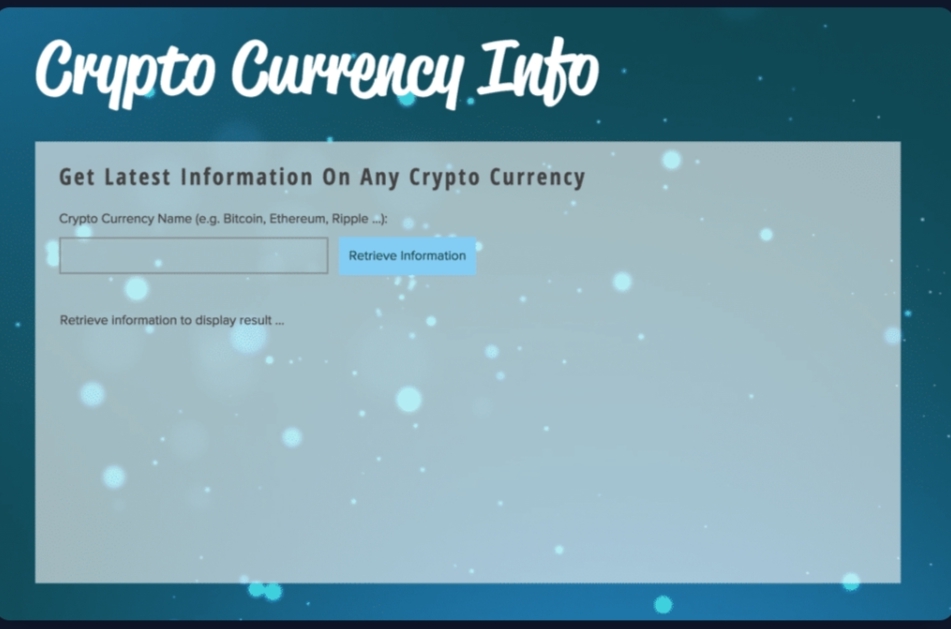 Crypto Currency Info
Get Latest Information On Any Crypto Currency
Crypto Currency Name (e.g. Bitcoin, Ethereum, Ripple ...):
Retrieve Information
Retrieve information to display result ...